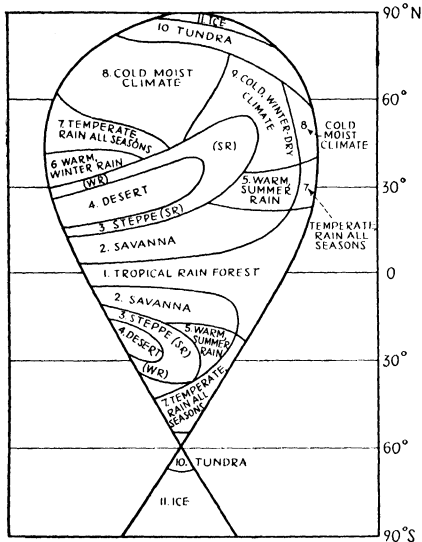 90°N
11. ICE
10. TUNDRA
8. COLD MOIST
CLIMATE
9. COLD, WINTER-DRY
CLIMATE
60°
8
COLD
MOIST
CLIMATE
7. TEMPERATE
RAIN ALL SEASONS
6 WARM,
WINTER RAIN
(WR)
(SR)
4. DESERT
5. WARM,
SUMMER
RAIN
7
30°
TEMPERATE
RAIN ALL
SEASONS
3. STEPPE (SR)
2. SAVANNA
1. TROPICAL RAIN FOREST
0
2. SAVANNA
3. STEPPE (SR)
4. DESERT
5. WARM,
SUMMER
RAIN
(WR)
30°
7. TEMPERATE
RAIN ALL
SEASONS
60°
10. TUNDRA
11. ICE
90°S